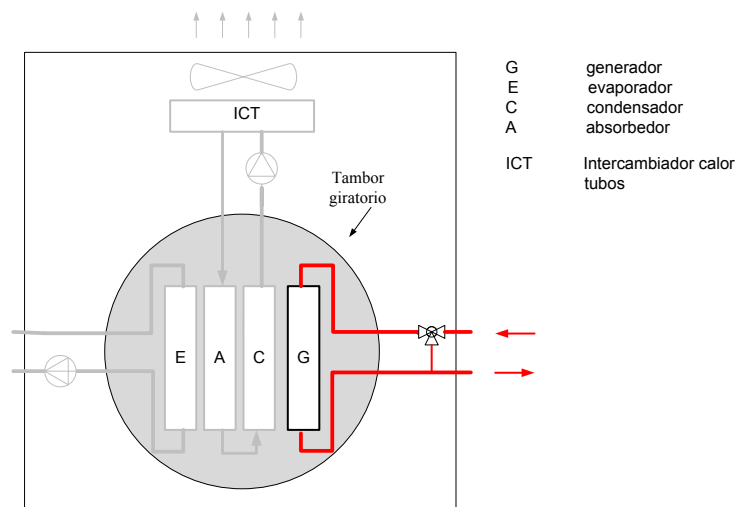 ICT
Tambor
giratorio
E
A
C
G
G generador
E evaporador
C condensador
A absorbedor
ICT Intercambiador calor
tubos